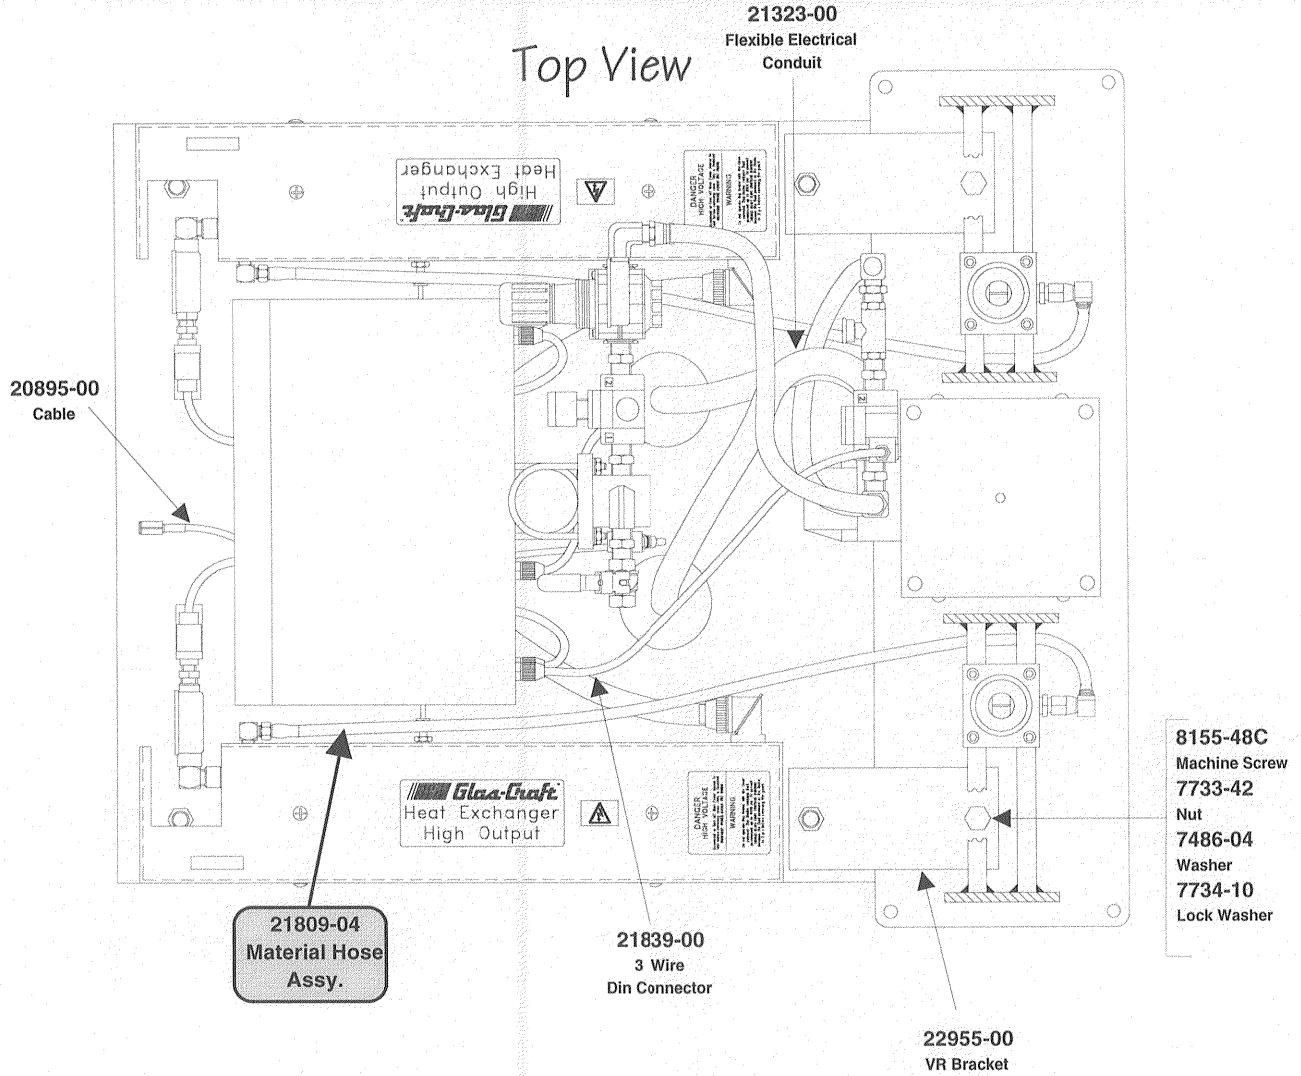 21323-00
Flexible Electrical
Conduit
Top View
Glas-Craft
High Output
Heat Exchanger
DANGER
HIGH VOLTAGE
WARNING
20895-00
Cable
2
1
2
Glas-Craft
Heat Exchanger
High Output
DANGER
HIGH VOLTAGE
WARNING
8155-48C
Machine Screw
7733-42
Nut
7486-04
Washer
7734-10
Lock Washer
21809-04
Material Hose
Assy.
21839-00
3 Wire
Din Connector
22955-00
VR Bracket